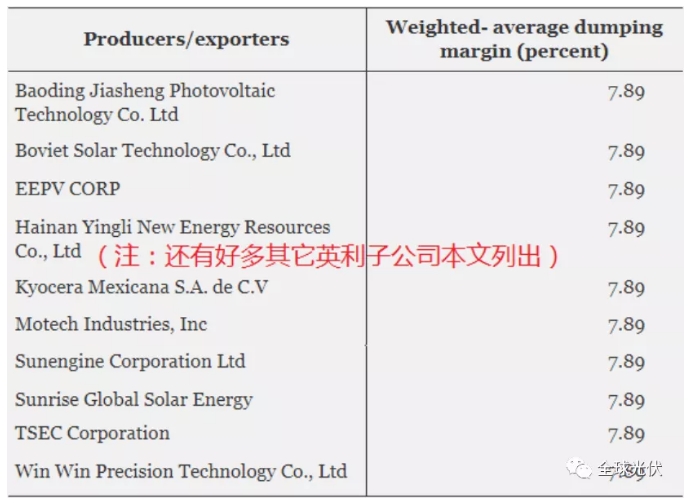 Producers/exporters
Weighted- average dumping
margin (percent)
Baoding Jiasheng Photovoltaic
Technology Co. Ltd
7.89
Boviet Solar Technology Co., Ltd
7.89
EEPV CORP
7.89
Hainan Yingli New Energy Resources
Co., Ltd
7.89
（注：还有好多其它英利子公司本文列出）
Kyocera Mexicana S.A. de C.V
7.89
Motech Industries, Inc
7.89
Sunengine Corporation Ltd
7.89
Sunrise Global Solar Energy
7.89
TSEC Corporation
7.89
Win Win Precision Technology Co., Ltd
7.89
全球光伏